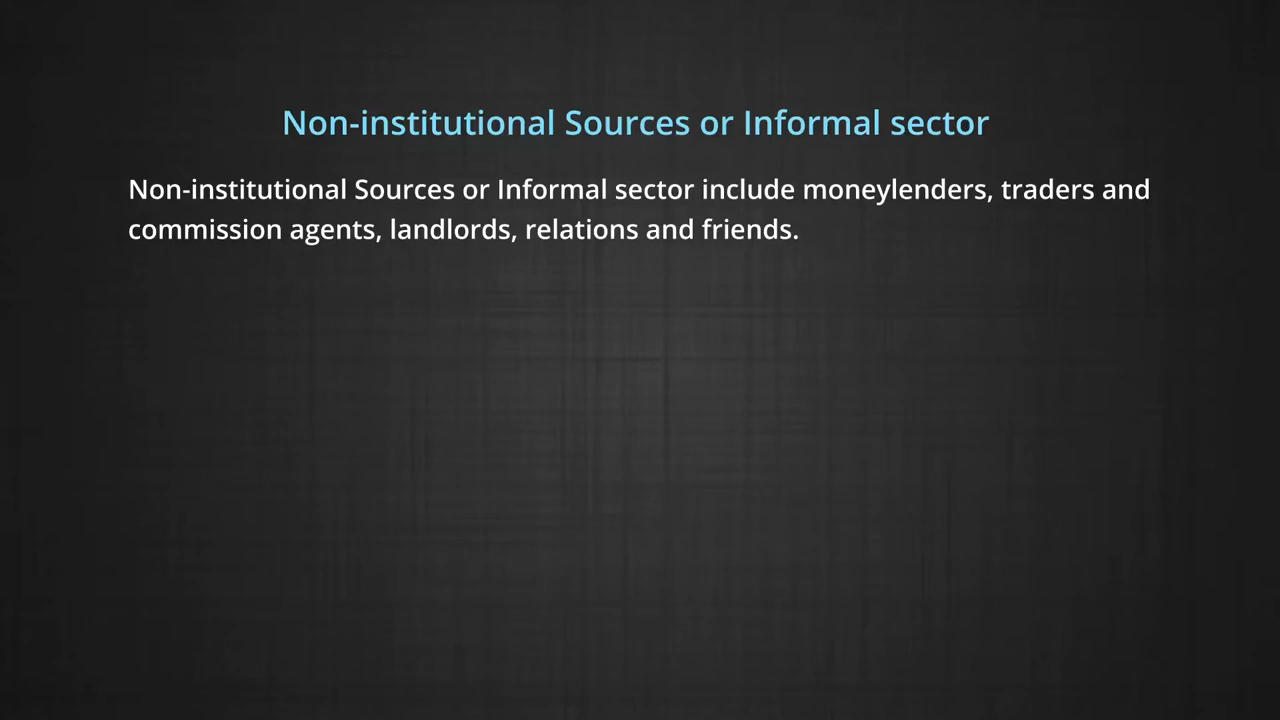 Non-institutional Sources or Informal sector
Non-institutional Sources or Informal sector include moneylenders, traders and
commission agents, landlords, relations and friends.